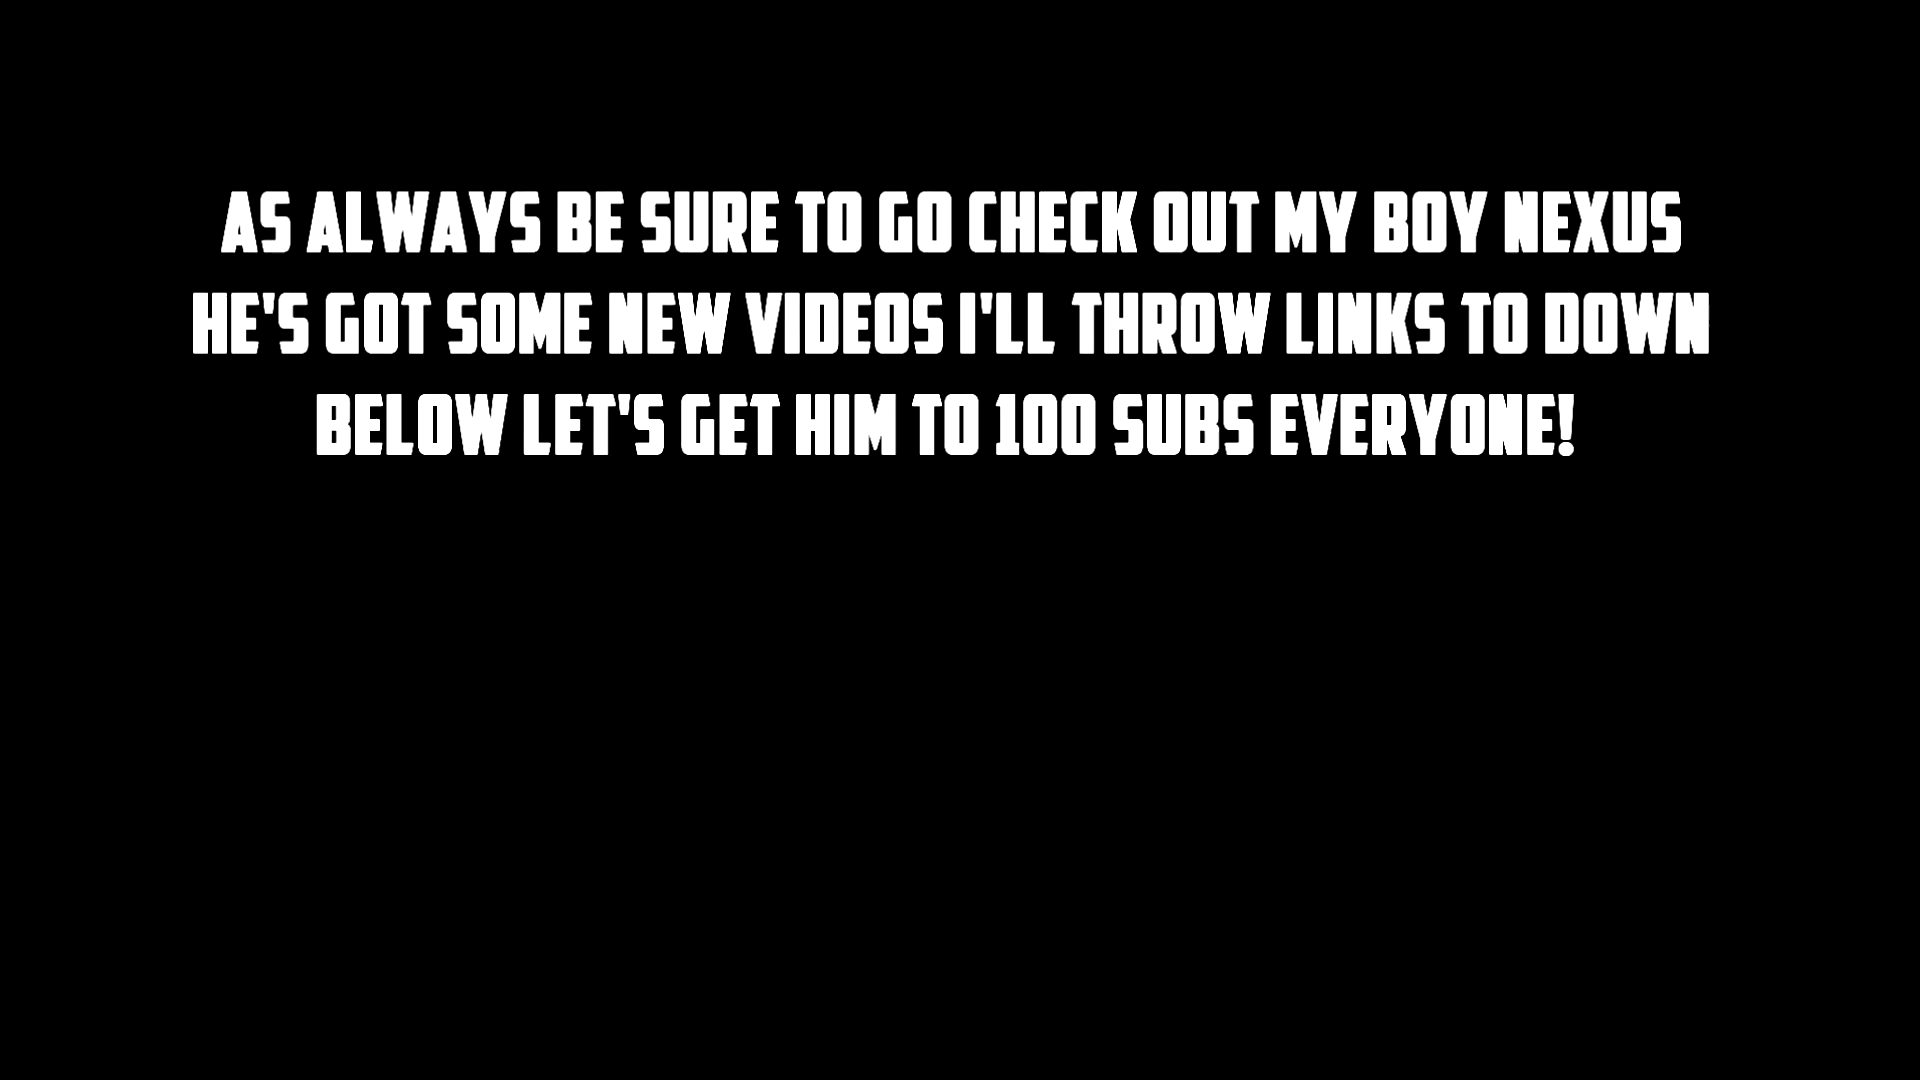 AS ALWAYS BE SURE TO GO CHECK OUT MY BOY NEXUS
HE'S GOT SOME NEW VIDEOS I'LL THROW LINKS TO DOWN
BELOW LET'S GET HIM TO 100 SUBS EVERYONE!